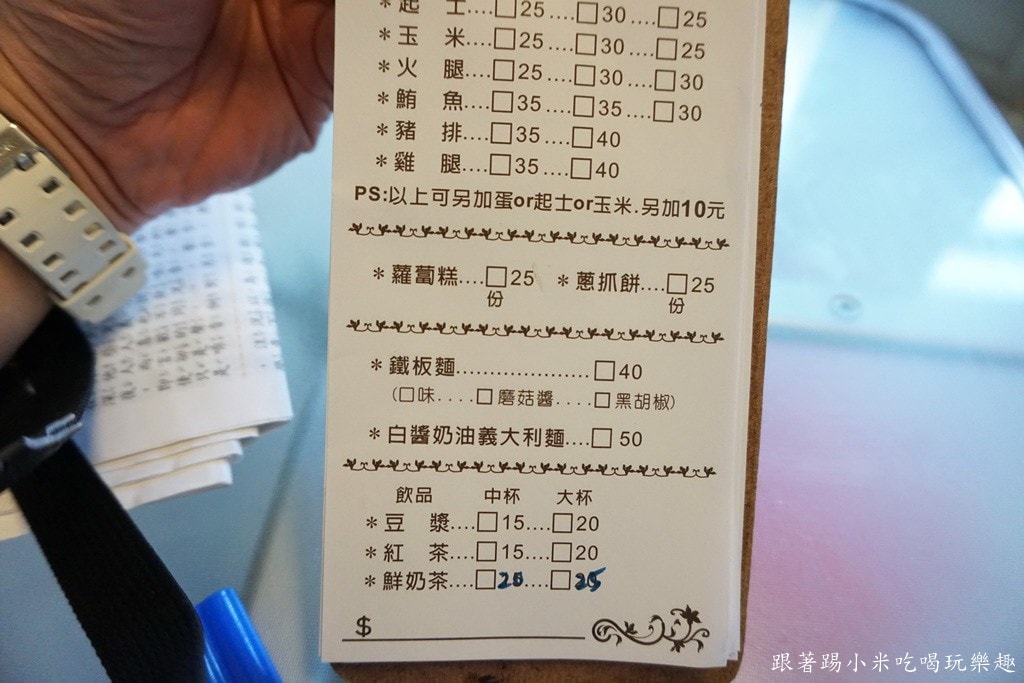 *起 士....□25....□30....□25
*玉 米....□25....□30....□25
*火 腿....□25....□30....□30
*鮪 魚....□35....□35....□30
*豬 排....□35....□40
*雞 腿....□35....□40
PS:以上可另加蛋or起士or玉米.另加10元
*蘿蔔糕....□25 *蔥抓餅....□25
份 份
*鐵板麵....................□40
(□味....□磨菇醬....□黑胡椒)
*白醬奶油義大利麵....□50
飲品 中杯 大杯
*豆 漿....□15....□20
*紅 茶....□15....□20
*鮮奶茶....□20....□25
$
跟著踢小米吃喝玩樂趣